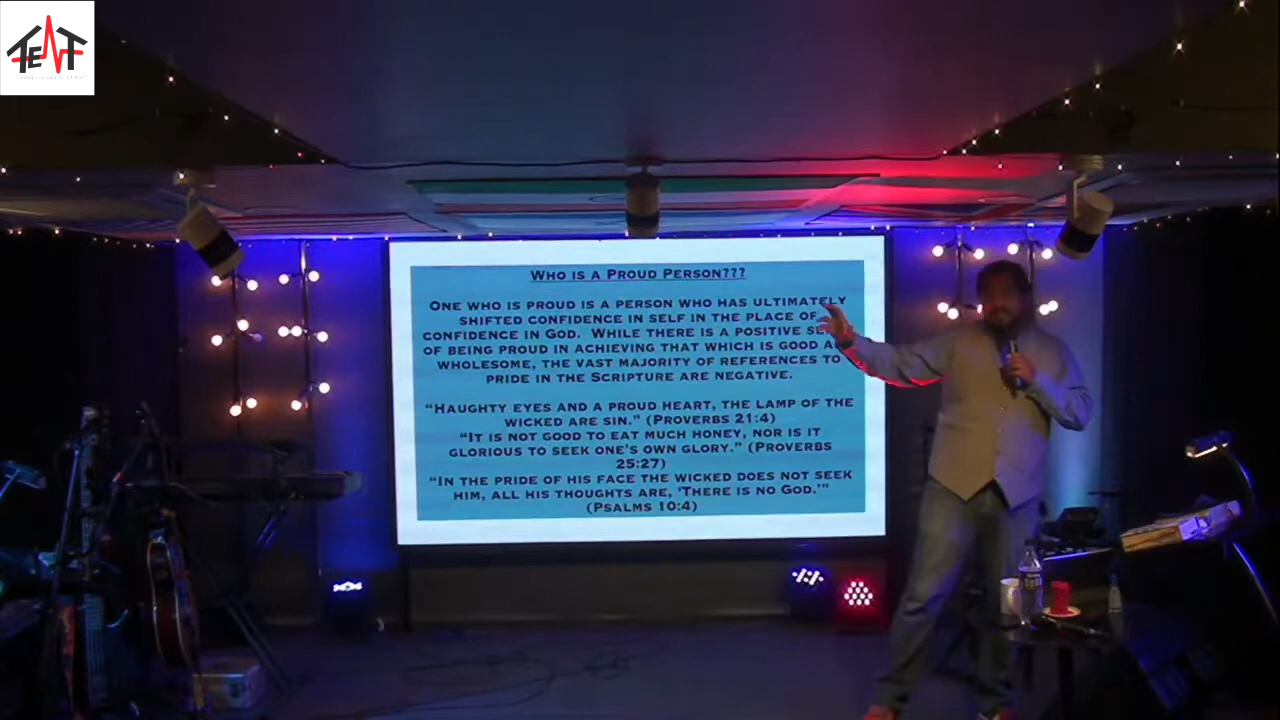 TENT
WHO IS A PROUD PERSON???
ONE WHO IS PROUD IS A PERSON WHO HAS ULTIMATELY
SHIFTED CONFIDENCE IN SELF IN THE PLACE OF
CONFIDENCE IN GOD. WHILE THERE IS A POSITIVE
OF BEING PROUD IN ACHIEVING THAT WHICH IS GOOD
WHOLESOME, THE VAST MAJORITY OF REFERENCES TO
PRIDE IN THE SCRIPTURE ARE NEGATIVE.
“HAUGHTY EYES AND A PROUD HEART, THE LAMP OF THE
WICKED ARE SIN.” (PROVERBS 21:4)
“IT IS NOT GOOD TO EAT MUCH HONEY, NOR IS IT
GLORIOUS TO SEEK ONE’S OWN GLORY.” (PROVERBS
25:27)
“IN THE PRIDE OF HIS FACE THE WICKED DOES NOT SEEK
HIM, ALL HIS THOUGHTS ARE, ‘THERE IS NO GOD.’”
(PSALMS 10:4)